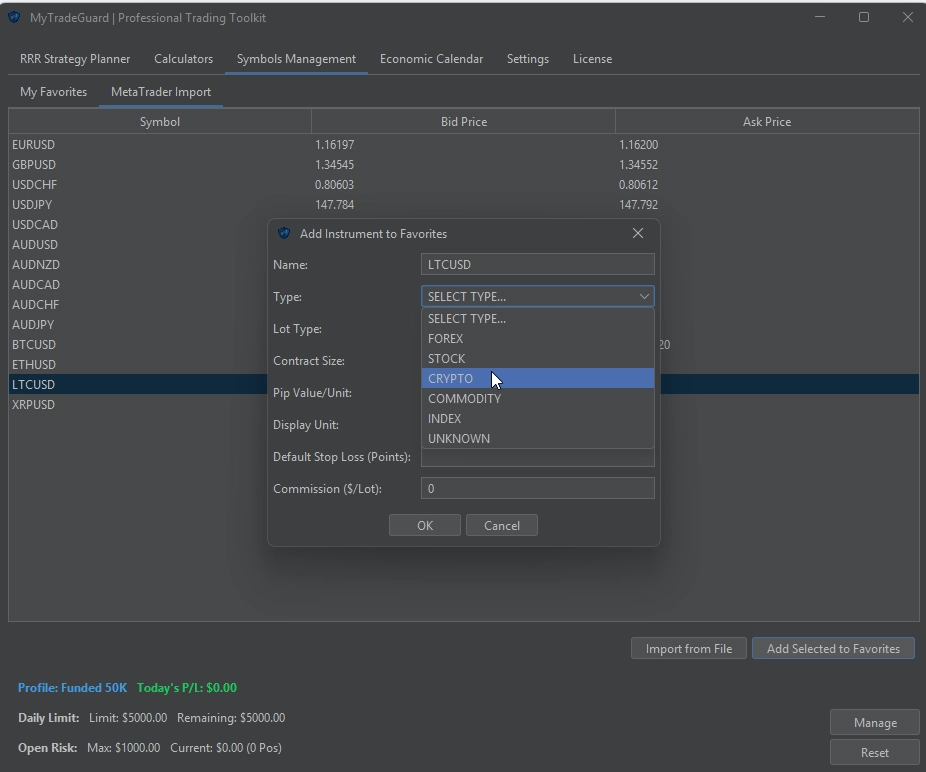 MyTradeGuard | Professional Trading Toolkit
RRR Strategy Planner Calculators Symbols Management Economic Calendar Settings License
My Favorites MetaTrader Import
Symbol Bid Price Ask Price
EURUSD 1.16197 1.16200
GBPUSD 1.34545 1.34552
USDCHF 0.80603 0.80612
USDJPY 147.784 147.792
USDCAD
AUDUSD
AUDNZD
AUDCAD
AUDCHF
AUDJPY
BTCUSD 20
ETHUSD
LTCUSD
XRPUSD
Add Instrument to Favorites
Name: LTCUSD
Type: SELECT TYPE...
SELECT TYPE...
Lot Type:
FOREX
STOCK
Contract Size:
CRYPTO
Pip Value/Unit:
COMMODITY
INDEX
Display Unit:
UNKNOWN
Default Stop Loss (Points):
Commission ($/Lot): 0
OK Cancel
Import from File Add Selected to Favorites
Profile: Funded 50K Today's P/L: $0.00
Daily Limit: Limit: $5000.00 Remaining: $5000.00
Manage
Open Risk: Max: $1000.00 Current: $0.00 (0 Pos)
Reset